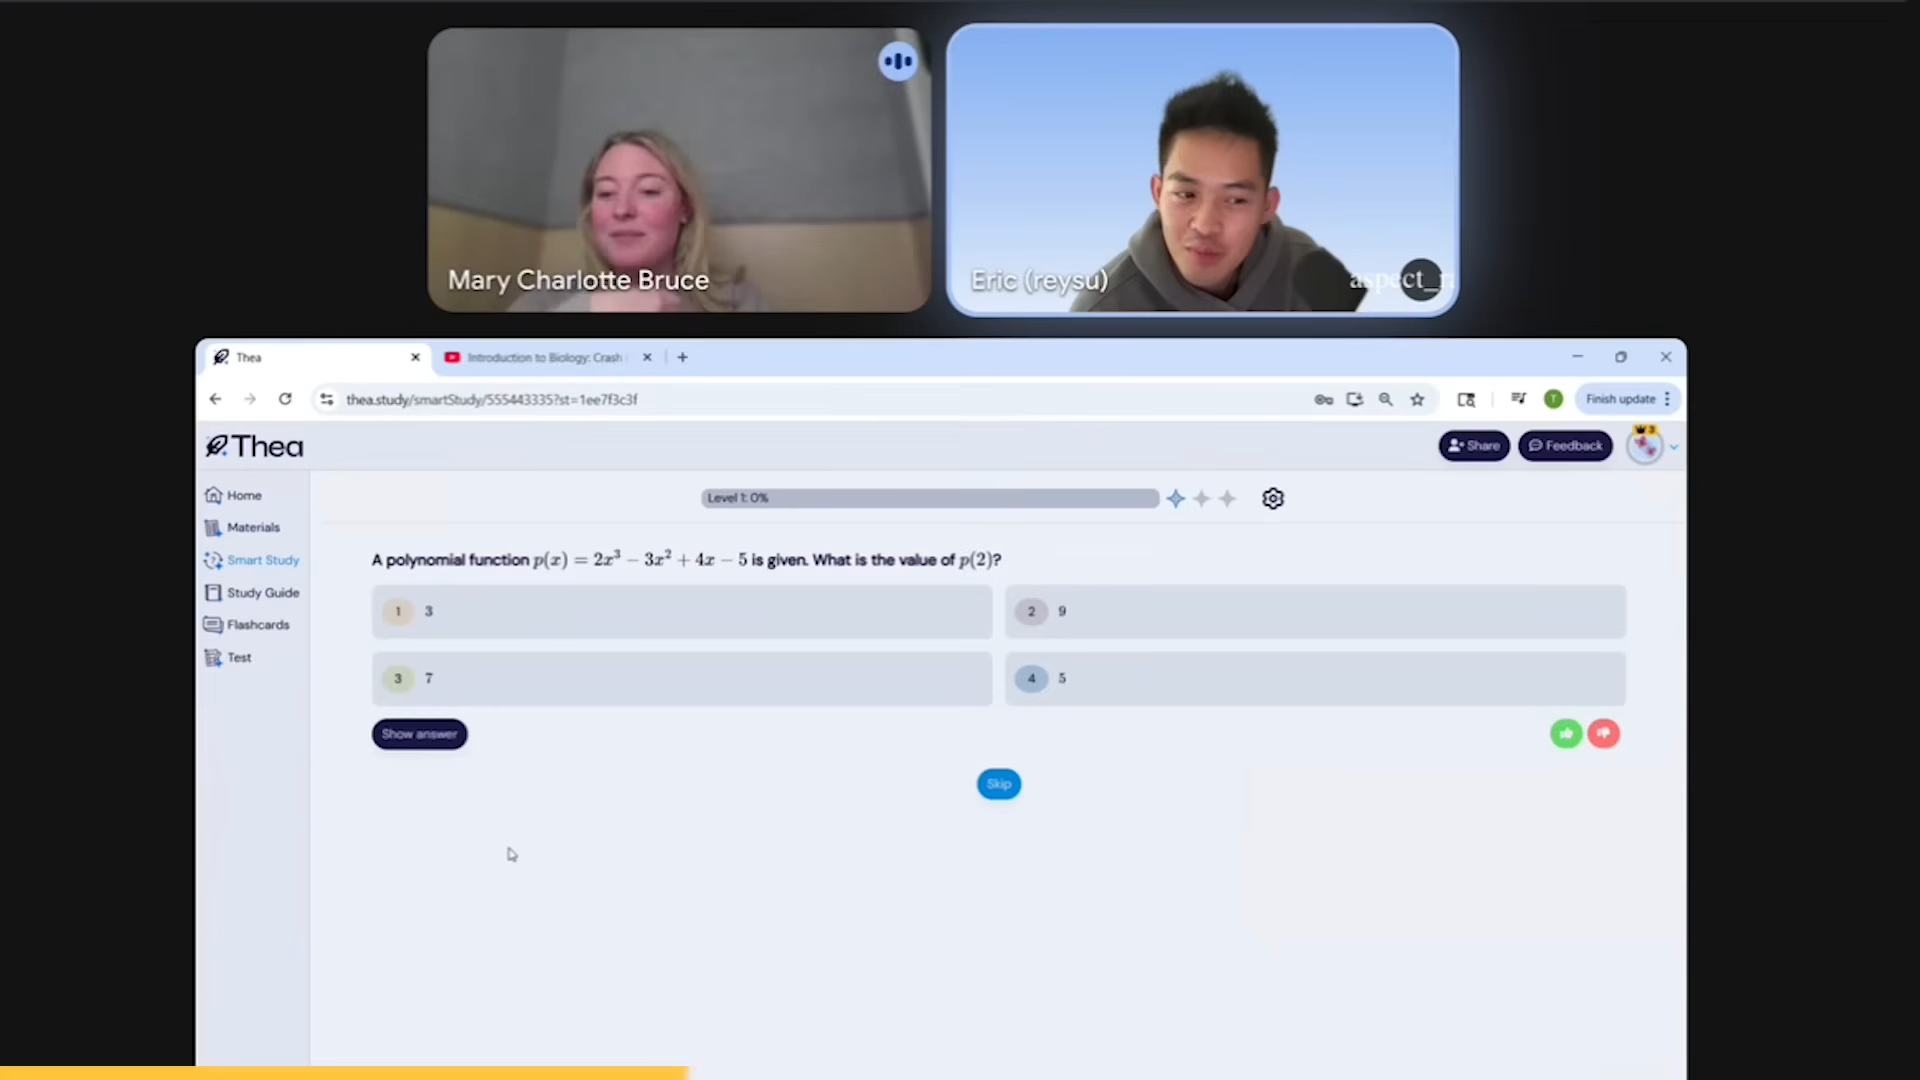 Mary Charlotte Bruce
Eric (reysu)
Thea
Introduction to Biology: Crash
thea.study/smartStudy/555443335?st=1ee7f3c3f
T
Finish update
Thea
Share
Feedback
3
Home
Materials
Smart Study
Study Guide
Flashcards
Test
Level 1: 0%
A polynomial function p(x) = 2x³ − 3x² + 4x − 5 is given. What is the value of p(2)?
1 3
2 9
3 7
4 5
Show answer
Skip